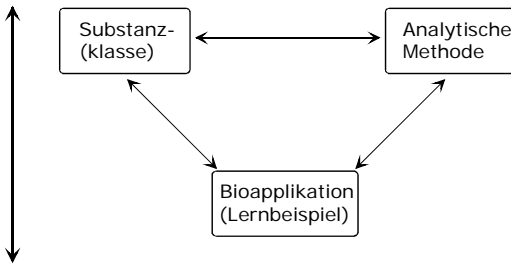 Substanz-
(klasse)
Analytische
Methode
Bioapplikation
(Lernbeispiel)